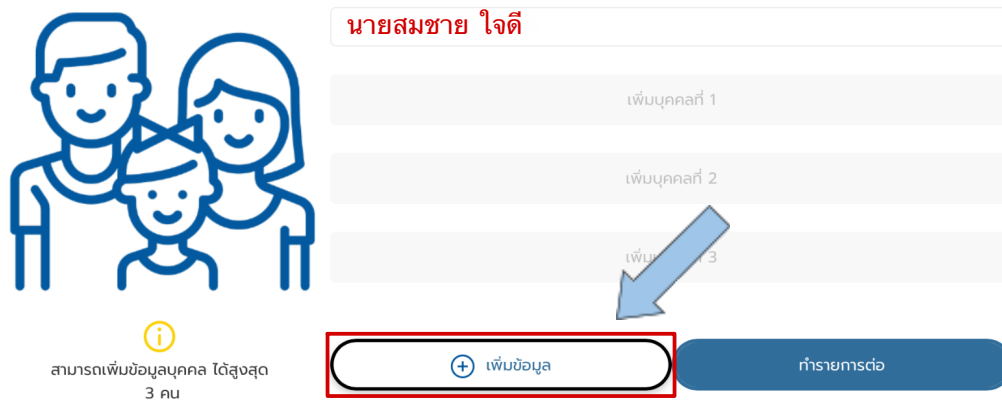 นายสมชาย ใจดี
เพิ่มบุคคลที่ 1
เพิ่มบุคคลที่ 2
3
สามารถเพิ่มข้อมูลบุคคล ได้สูงสุด
3 คน
เพิ่มข้อมูล
ทำรายการต่อ